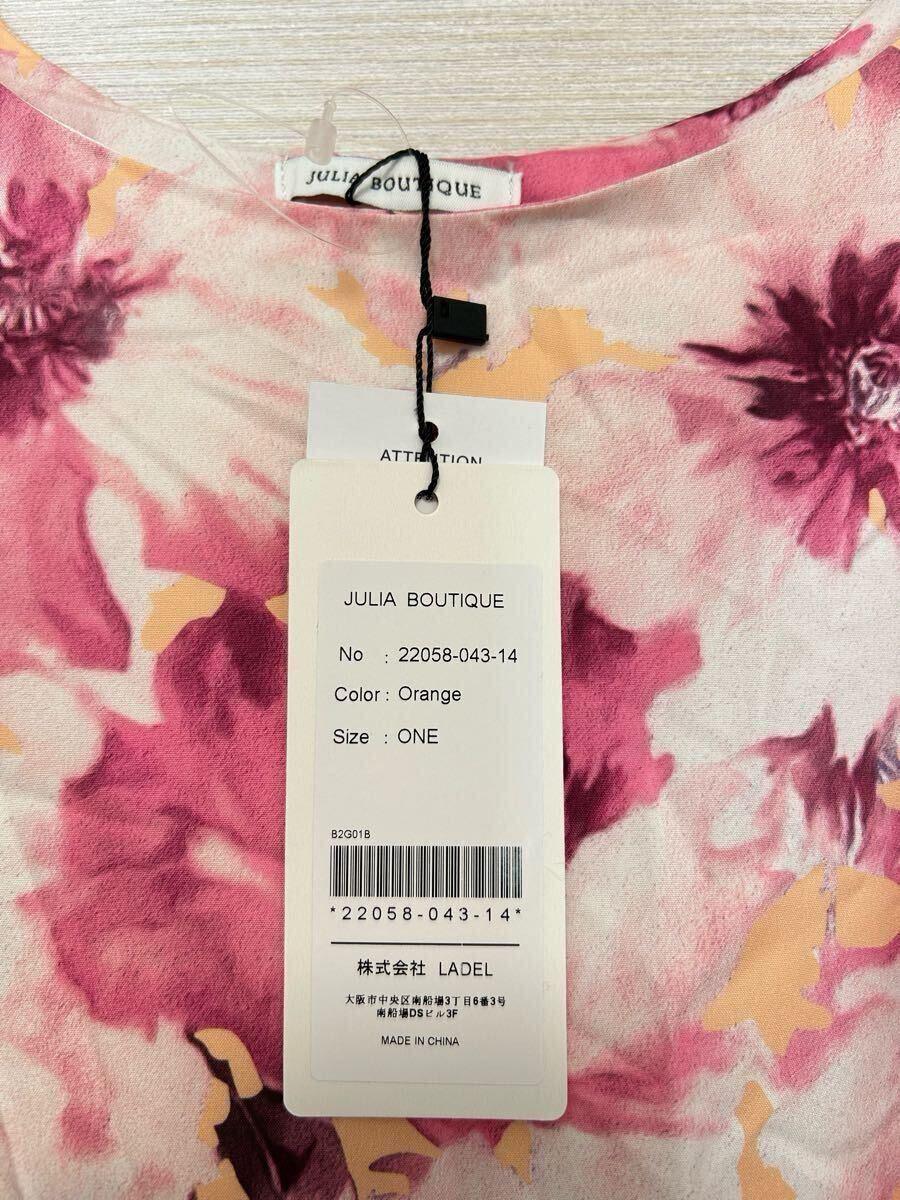 JULIA BOUTIQUE
ATTENTION
JULIA BOUTIQUE
No : 22058-043-14
Color : Orange
Size : ONE
B2G01B
*22058-043-14*
株式会社 LADEL
大阪市中央区南船場3丁目6番3号
南船場DSビル3F
MADE IN CHINA